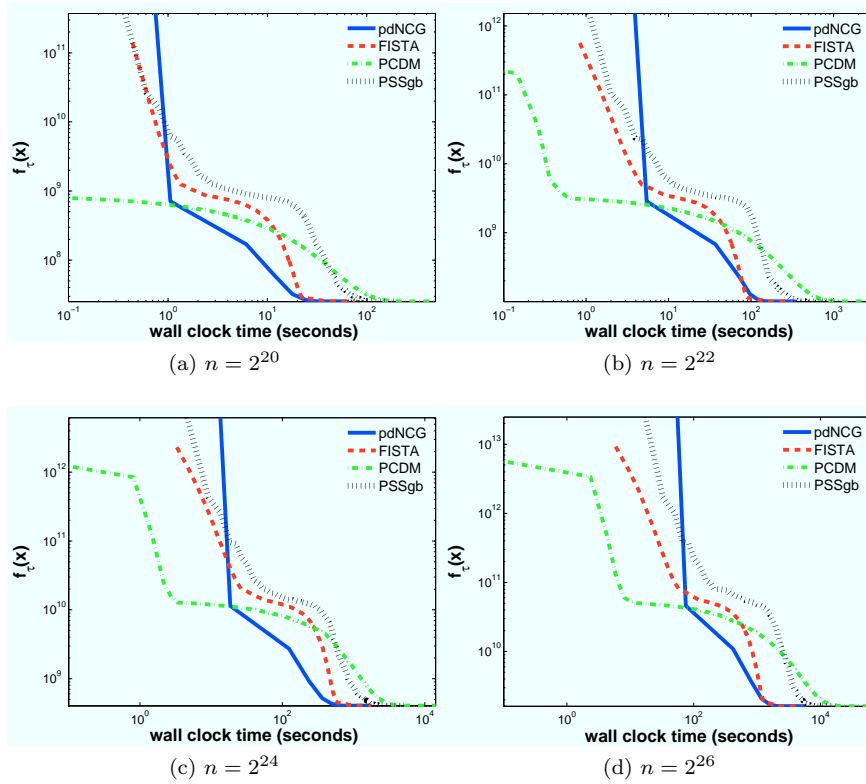 pdNCG
FISTA
PCDM
PSSgb
10^11
10^10
10^9
10^8
f_τ(x)
10^-1 10^0 10^1 10^2
wall clock time (seconds)
(a) n = 2^20
pdNCG
FISTA
PCDM
PSSgb
10^12
10^11
10^10
10^9
f_τ(x)
10^-1 10^0 10^1 10^2 10^3
wall clock time (seconds)
(b) n = 2^22
pdNCG
FISTA
PCDM
PSSgb
10^12
10^11
10^10
10^9
f_τ(x)
10^0 10^2 10^4
wall clock time (seconds)
(c) n = 2^24
pdNCG
FISTA
PCDM
PSSgb
10^13
10^12
10^11
10^10
f_τ(x)
10^0 10^2 10^4
wall clock time (seconds)
(d) n = 2^26